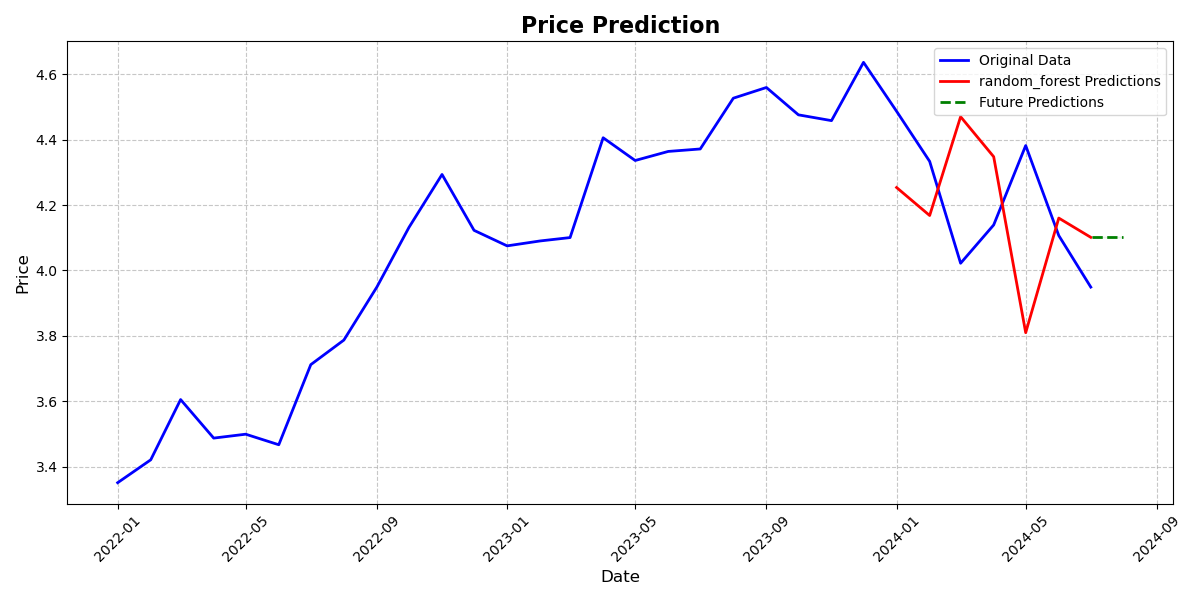 Price Prediction
Original Data
random_forest Predictions
Future Predictions
Price
4.6
4.4
4.2
4.0
3.8
3.6
3.4
2022-01
2022-05
2022-09
2023-01
2023-05
2023-09
2024-01
2024-05
2024-09
Date